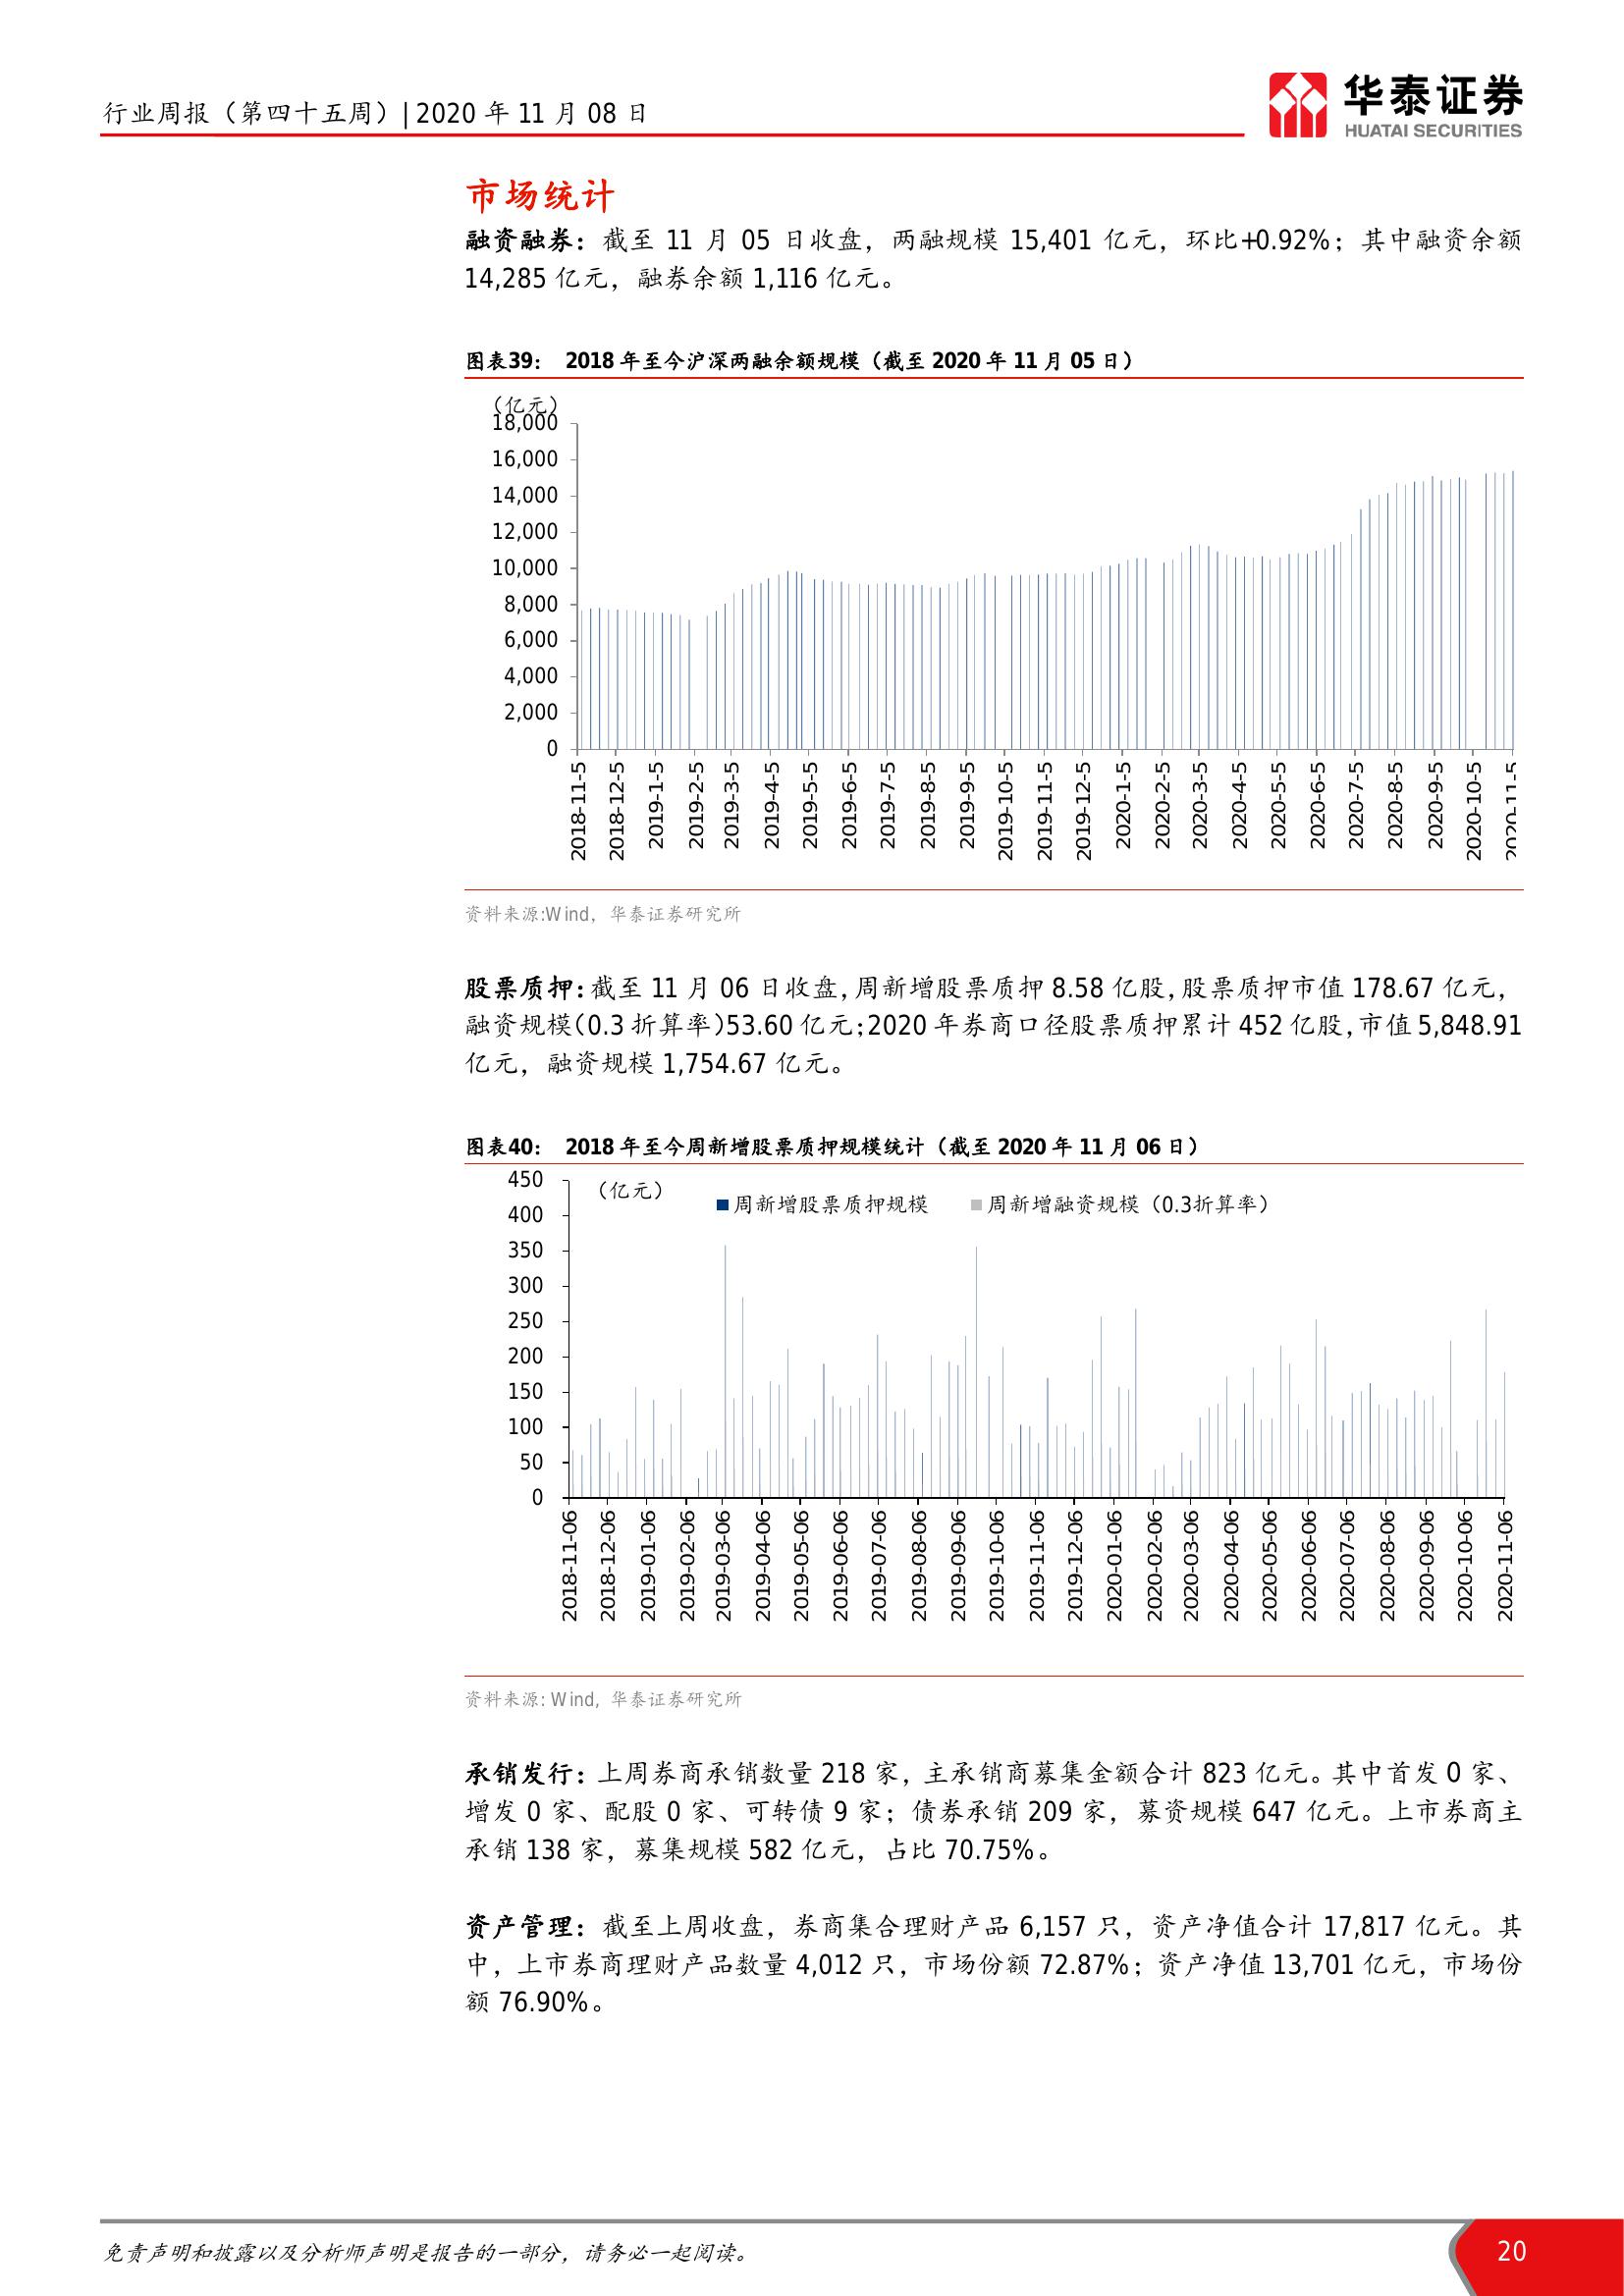 行业周报（第四十五周）|2020 年 11 月 08 日
华泰证券
HUATAI SECURITIES
市场统计
融资融券：截至 11 月 05 日收盘，两融规模 15,401 亿元，环比+0.92%；其中融资余额
14,285 亿元，融券余额 1,116 亿元。
图表39： 2018 年至今沪深两融余额规模（截至 2020 年 11 月 05 日）
（亿元）
18,000
16,000
14,000
12,000
10,000
8,000
6,000
4,000
2,000
0
2018-11-5
2018-12-5
2019-1-5
2019-2-5
2019-3-5
2019-4-5
2019-5-5
2019-6-5
2019-7-5
2019-8-5
2019-9-5
2019-10-5
2019-11-5
2019-12-5
2020-1-5
2020-2-5
2020-3-5
2020-4-5
2020-5-5
2020-6-5
2020-7-5
2020-8-5
2020-9-5
2020-10-5
2020-11-5
资料来源:Wind，华泰证券研究所
股票质押：截至 11 月 06 日收盘，周新增股票质押 8.58 亿股，股票质押市值 178.67 亿元，
融资规模（0.3 折算率）53.60 亿元；2020 年券商口径股票质押累计 452 亿股，市值 5,848.91
亿元，融资规模 1,754.67 亿元。
图表40： 2018 年至今周新增股票质押规模统计（截至 2020 年 11 月 06 日）
（亿元）
周新增股票质押规模
周新增融资规模（0.3折算率）
450
400
350
300
250
200
150
100
50
0
2018-11-06
2018-12-06
2019-01-06
2019-02-06
2019-03-06
2019-04-06
2019-05-06
2019-06-06
2019-07-06
2019-08-06
2019-09-06
2019-10-06
2019-11-06
2019-12-06
2020-01-06
2020-02-06
2020-03-06
2020-04-06
2020-05-06
2020-06-06
2020-07-06
2020-08-06
2020-09-06
2020-10-06
2020-11-06
资料来源: Wind，华泰证券研究所
承销发行：上周券商承销数量 218 家，主承销商募集金额合计 823 亿元。其中首发 0 家、
增发 0 家、配股 0 家、可转债 9 家；债券承销 209 家，募资规模 647 亿元。上市券商主
承销 138 家，募集规模 582 亿元，占比 70.75%。
资产管理：截至上周收盘，券商集合理财产品 6,157 只，资产净值合计 17,817 亿元。其
中，上市券商理财产品数量 4,012 只，市场份额 72.87%；资产净值 13,701 亿元，市场份
额 76.90%。
免责声明和披露以及分析师声明是报告的一部分，请务必一起阅读。
20